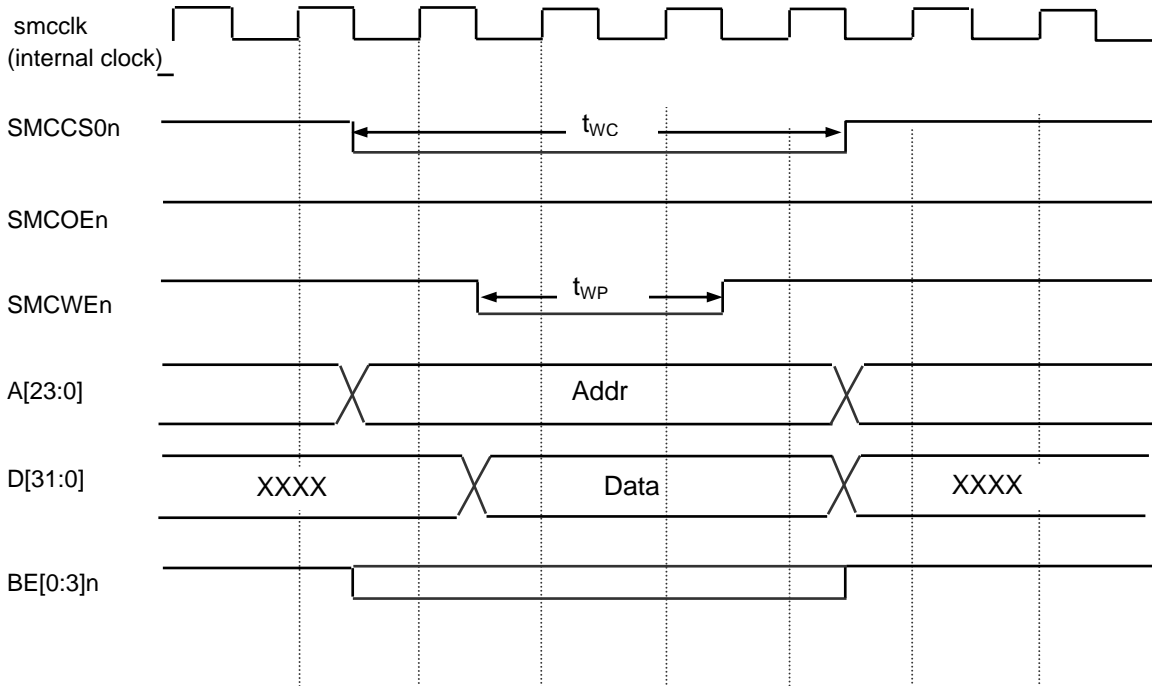 smcclk
(internal clock)
SMCCS0n
tWC
SMCOEn
SMCWEn
tWP
A[23:0]
Addr
D[31:0]
XXXX
Data
XXXX
BE[0:3]n